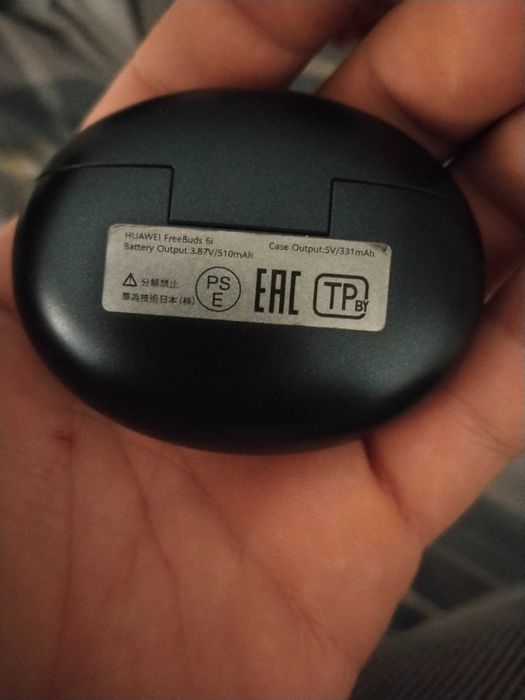 HUAWEI FreeBuds 6i
Battery Output:3.87V/510mAh Case Output:5V/331mAh
⚠ 分解禁止
華為技術日本(株)
PS
E
EAC
TP BY